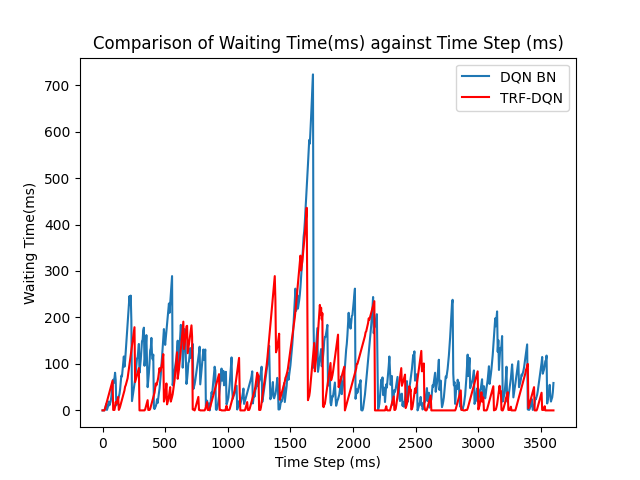 Comparison of Waiting Time(ms) against Time Step (ms)
DQN BN
TRF-DQN
Waiting Time(ms)
700
600
500
400
300
200
100
0
0 500 1000 1500 2000 2500 3000 3500
Time Step (ms)